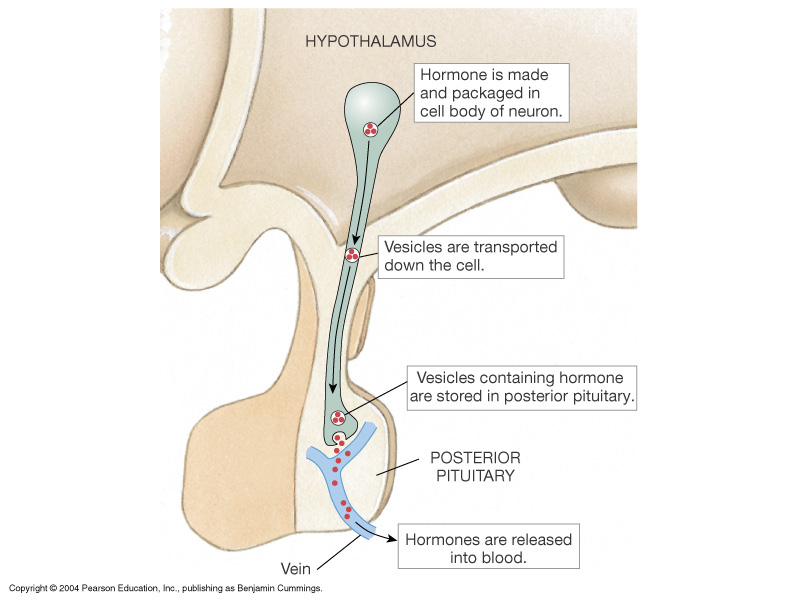 HYPOTHALAMUS
Hormone is made
and packaged in
cell body of neuron.
Vesicles are transported
down the cell.
Vesicles containing hormone
are stored in posterior pituitary.
POSTERIOR
PITUITARY
Hormones are released
into blood.
Vein
Copyright © 2004 Pearson Education, Inc., publishing as Benjamin Cummings.